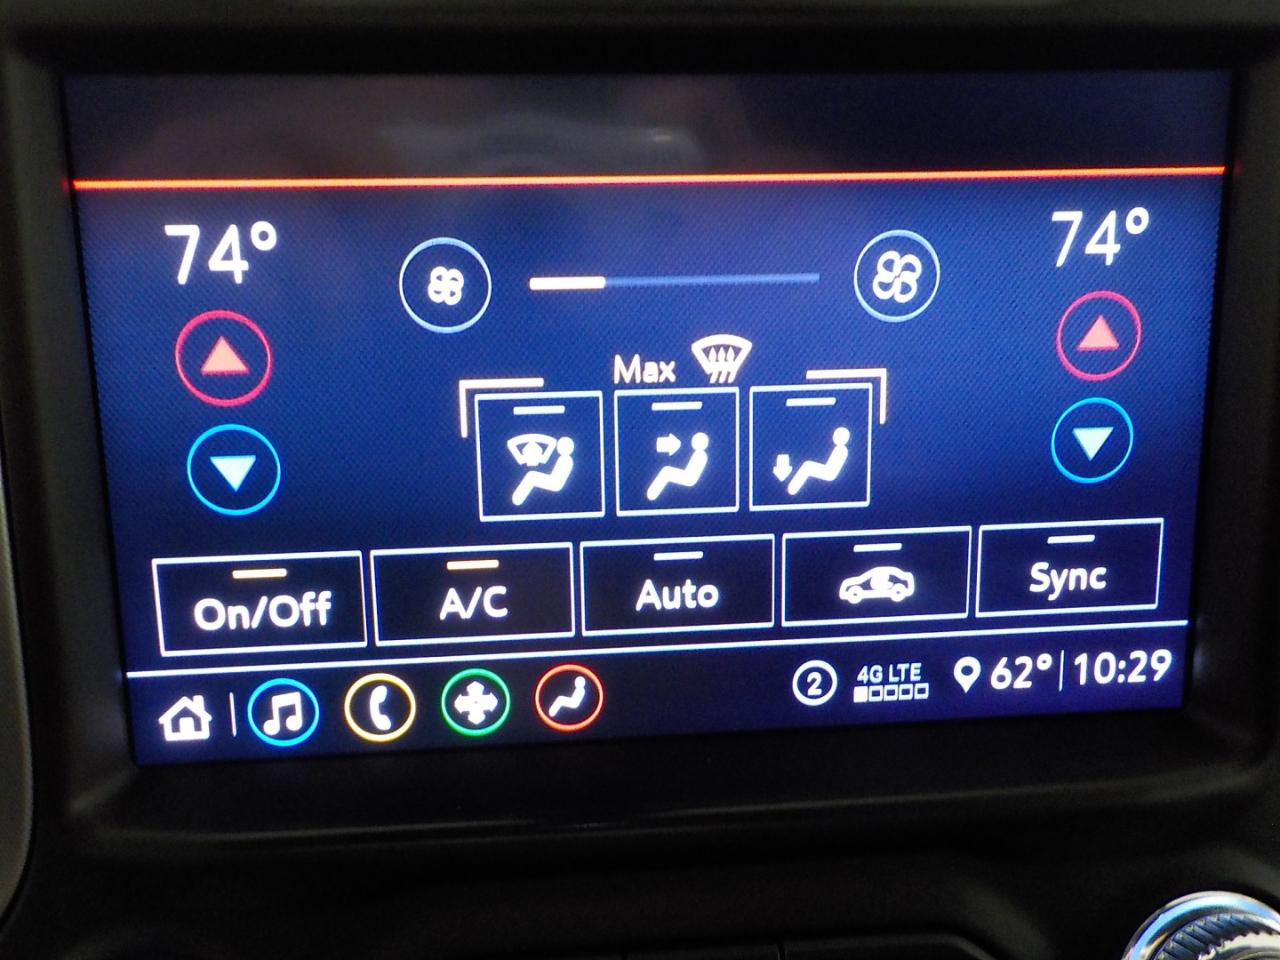 74°
74°
Max
On/Off
A/C
Auto
Sync
2
4G LTE
62°
10:29